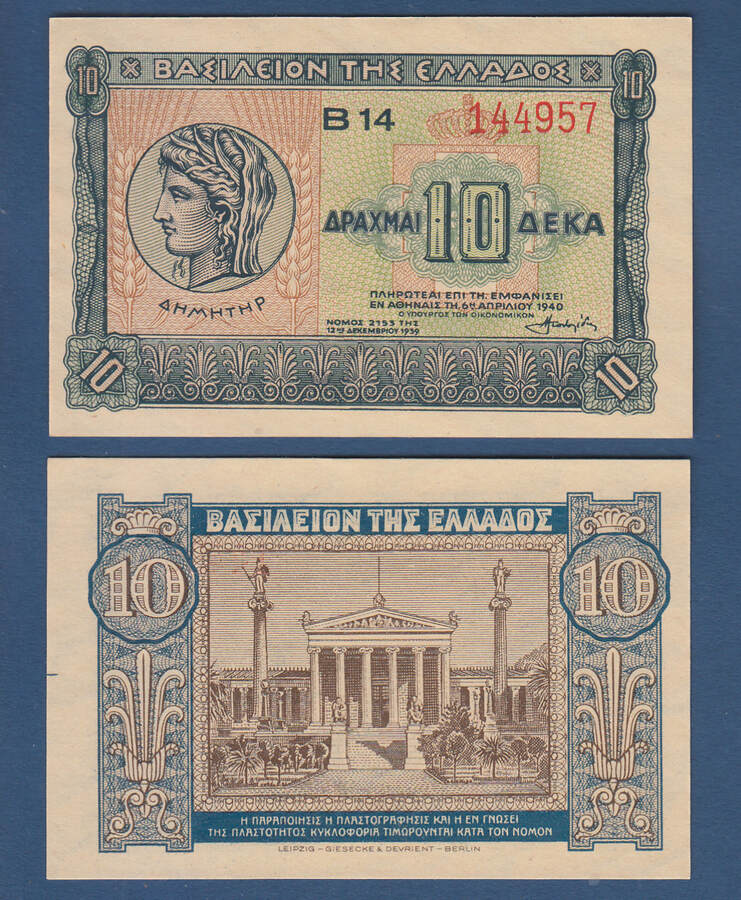 10 ΒΑΣΙΛΕΙΟΝ ΤΗΣ ΕΛΛΑΔΟΣ 10
B 14 144957
ΔΡΑΧΜΑΙ 10 ΔΕΚΑ
ΔΗΜΗΤΗΡ
ΠΛΗΡΩΤΕΑΙ ΕΠΙ ΤΗ, ΕΜΦΑΝΙΣΕΙ
ΕΝ ΑΘΗΝΑΙΣ ΤΗ, 6ῃ ΑΠΡΙΛΙΟΥ 1940
Ο ΥΠΟΥΡΓΟΣ ΤΩΝ ΟΙΚΟΝΟΜΙΚΩΝ
ΝΟΜΟΣ 2153 ΤΗΣ
12ης ΔΕΚΕΜΒΡΙΟΥ 1939
10 10
ΒΑΣΙΛΕΙΟΝ ΤΗΣ ΕΛΛΑΔΟΣ
10 10
Η ΠΑΡΑΠΟΙΗΣΙΣ Η ΠΛΑΣΤΟΓΡΑΦΗΣΙΣ ΚΑΙ Η ΕΝ ΓΝΩΣΕΙ
ΤΗΣ ΠΛΑΣΤΟΤΗΤΟΣ ΚΥΚΛΟΦΟΡΙΑ ΤΙΜΩΡΟΥΝΤΑΙ ΚΑΤΑ ΤΟΝ ΝΟΜΟΝ
LEIPZIG – GIESECKE & DEVRIENT – BERLIN